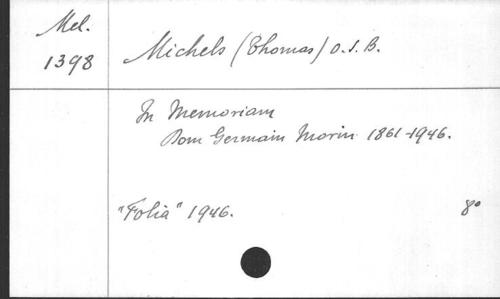 Mel.
1398
Michels (Thomas) O.S.B.
In Memoriam
Dom Germain Morin 1861-1946.
"Folia" 1946.
8°